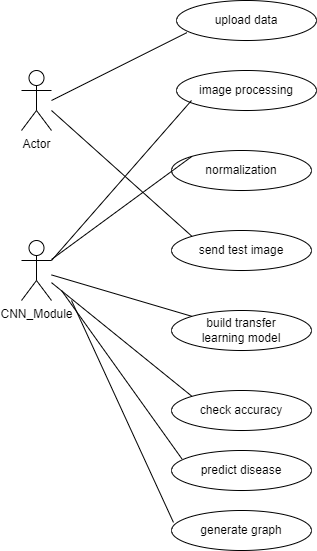 upload data
image processing
Actor
normalization
send test image
CNN_Module
build transfer
learning model
check accuracy
predict disease
generate graph